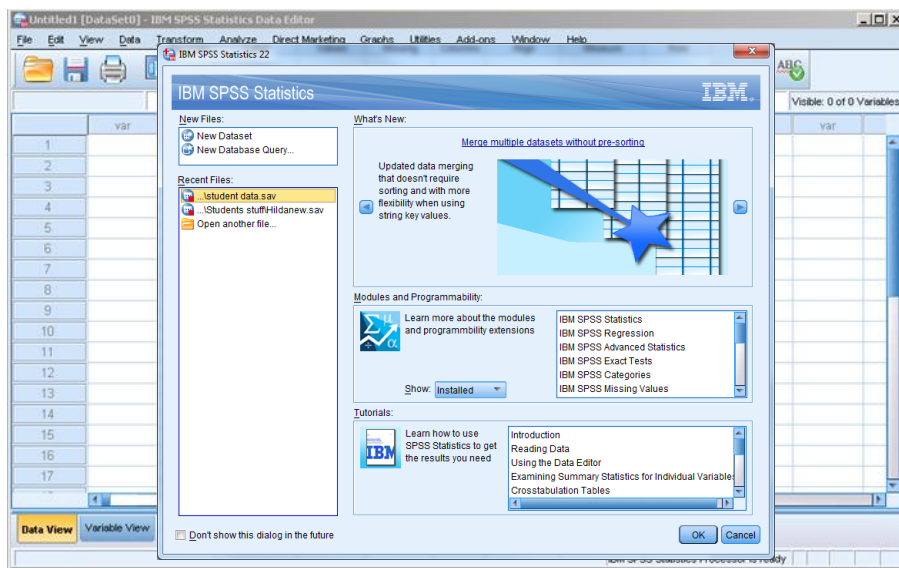 Untitled1 [DataSet0] - IBM SPSS Statistics Data Editor
File Edit View Data Transform Analyze Direct Marketing Graphs Utilities Add-ons Window Help
IBM SPSS Statistics 22
IBM SPSS Statistics
IBM.
Visible: 0 of 0 Variables
var
var
1
2
3
4
5
6
7
8
9
10
11
12
13
14
15
16
17
New Files:
New Dataset
New Database Query...
Recent Files:
...\student data.sav
...\Students stuff\Hildanew.sav
Open another file...
What's New:
Merge multiple datasets without pre-sorting
Updated data merging
that doesn't require
sorting and with more
flexibility when using
string key values.
Modules and Programmability:
Learn more about the modules
and programmbility extensions
Show: Installed
IBM SPSS Statistics
IBM SPSS Regression
IBM SPSS Advanced Statistics
IBM SPSS Exact Tests
IBM SPSS Categories
IBM SPSS Missing Values
Tutorials:
IBM
Learn how to use
SPSS Statistics to get
the results you need
Introduction
Reading Data
Using the Data Editor
Examining Summary Statistics for Individual Variables
Crosstabulation Tables
Don't show this dialog in the future
OK Cancel
Data View Variable View
IBM SPSS Statistics Processor is ready